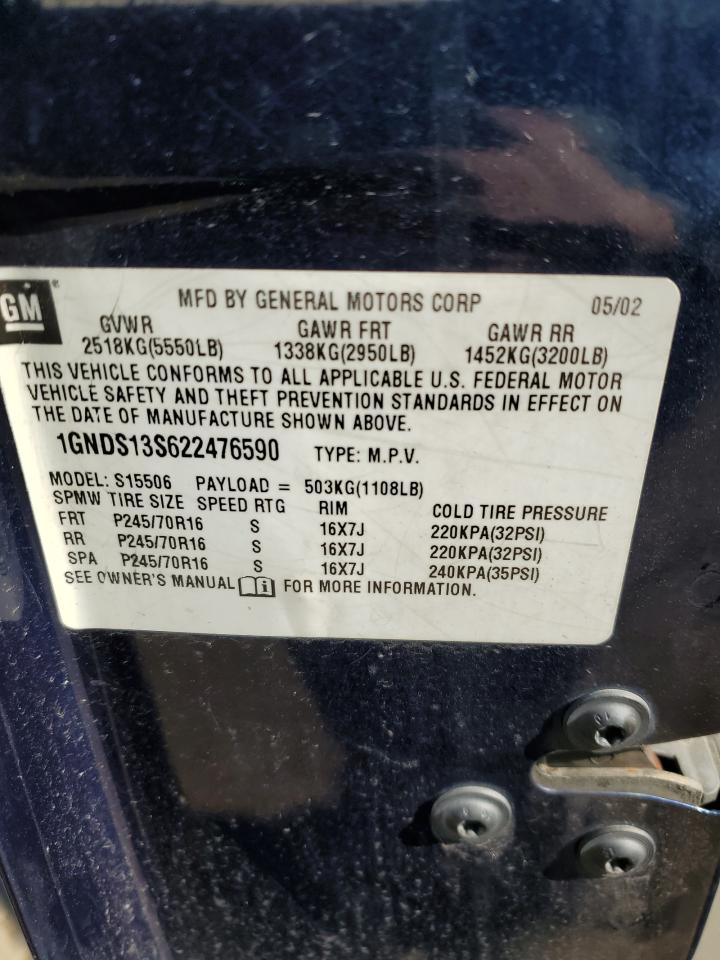 GM®
MFD BY GENERAL MOTORS CORP 05/02
GVWR GAWR FRT GAWR RR
2518KG(5550LB) 1338KG(2950LB) 1452KG(3200LB)
THIS VEHICLE CONFORMS TO ALL APPLICABLE U.S. FEDERAL MOTOR
VEHICLE SAFETY AND THEFT PREVENTION STANDARDS IN EFFECT ON
THE DATE OF MANUFACTURE SHOWN ABOVE.
1GNDS13S622476590 TYPE: M.P.V.
MODEL: S15506 PAYLOAD = 503KG(1108LB)
SPMW TIRE SIZE SPEED RTG RIM COLD TIRE PRESSURE
FRT P245/70R16 S 16X7J 220KPA(32PSI)
RR P245/70R16 S 16X7J 220KPA(32PSI)
SPA P245/70R16 S 16X7J 240KPA(35PSI)
SEE OWNER'S MANUAL FOR MORE INFORMATION.